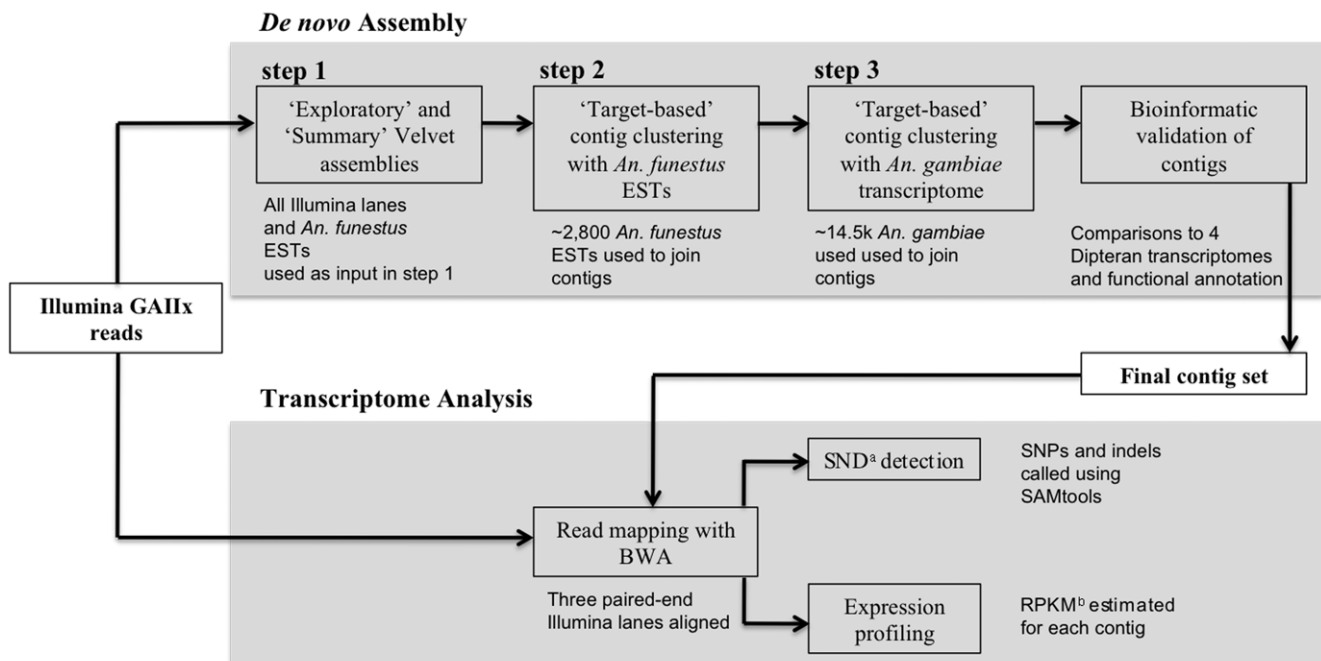 De novo Assembly
step 1
'Exploratory' and
'Summary' Velvet
assemblies
All Illumina lanes
and An. funestus
ESTs
used as input in step 1
step 2
'Target-based'
contig clustering
with An. funestus
ESTs
~2,800 An. funestus
ESTs used to join
contigs
step 3
'Target-based'
contig clustering
with An. gambiae
transcriptome
~14.5k An. gambiae
used used to join
contigs
Bioinformatic
validation of
contigs
Comparisons to 4
Dipteran transcriptomes
and functional annotation
Illumina GAIIx
reads
Final contig set
Transcriptome Analysis
Read mapping with
BWA
Three paired-end
Illumina lanes aligned
SNDᵃ detection
SNPs and indels
called using
SAMtools
Expression
profiling
RPKMᵇ estimated
for each contig